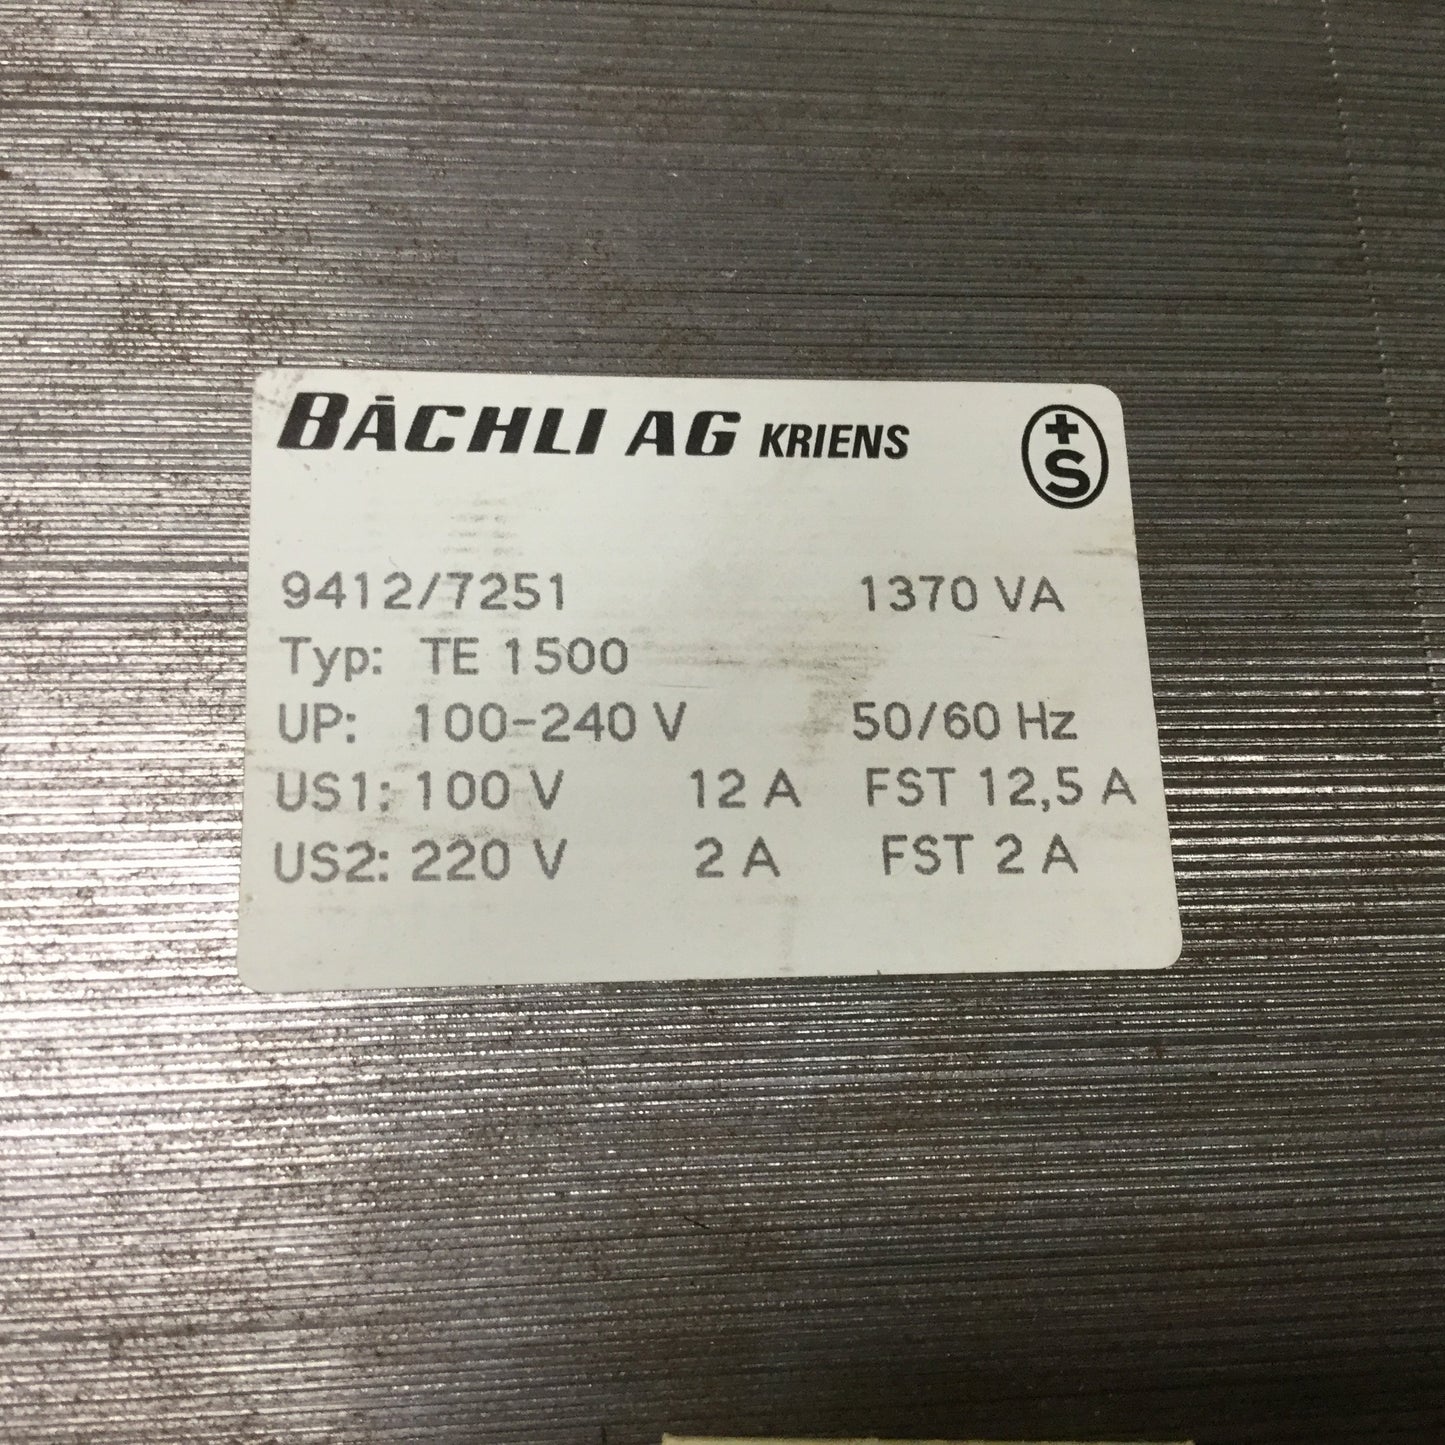 BÄCHLI AG KRIENS +S
9412/7251 1370 VA
Typ: TE 1500
UP: 100-240 V 50/60 Hz
US1: 100 V 12 A FST 12,5 A
US2: 220 V 2 A FST 2 A